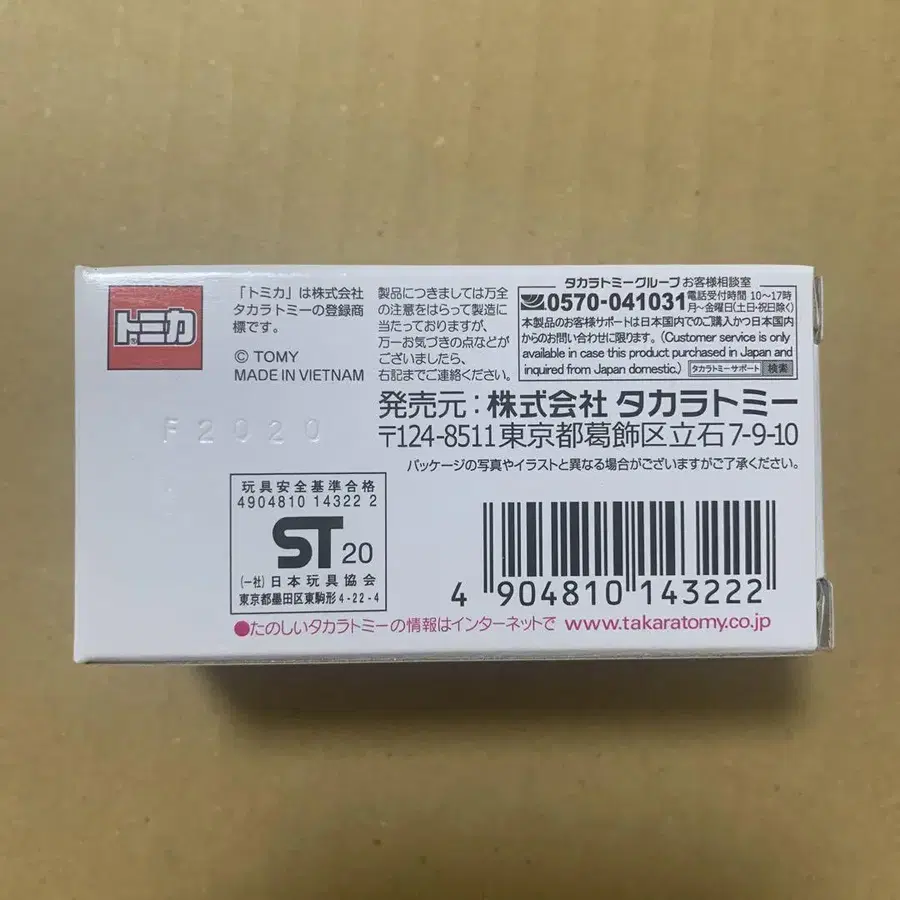 トミカ
®
「トミカ」は株式会社
タカラトミーの登録商
標です。
© TOMY
MADE IN VIETNAM
F2020
製品につきましては万全
の注意をはらって製造に
当たっておりますが、
万一お気づきの点などが
ございましたら、
右記までご連絡ください。
タカラトミーグループ お客様相談室
0570-041031 電話受付時間 10〜17時
月〜金曜日(土日・祝日除く)
本製品のお客様サポートは日本国内でのご購入かつ日本国内
からのお問い合わせに限ります。(Customer service is only
available in case this product purchased in Japan and
inquired from Japan domestic.) タカラトミーサポート 検索
発売元：株式会社 タカラトミー
〒124-8511 東京都葛飾区立石7-9-10
パッケージの写真やイラストと異なる場合がございますがご了承ください。
玩具安全基準合格
4904810 14322 2
ST 20
(一社)日本玩具協会
東京都墨田区東駒形4-22-4
4 904810 143222
●たのしいタカラトミーの情報はインターネットで www.takaratomy.co.jp